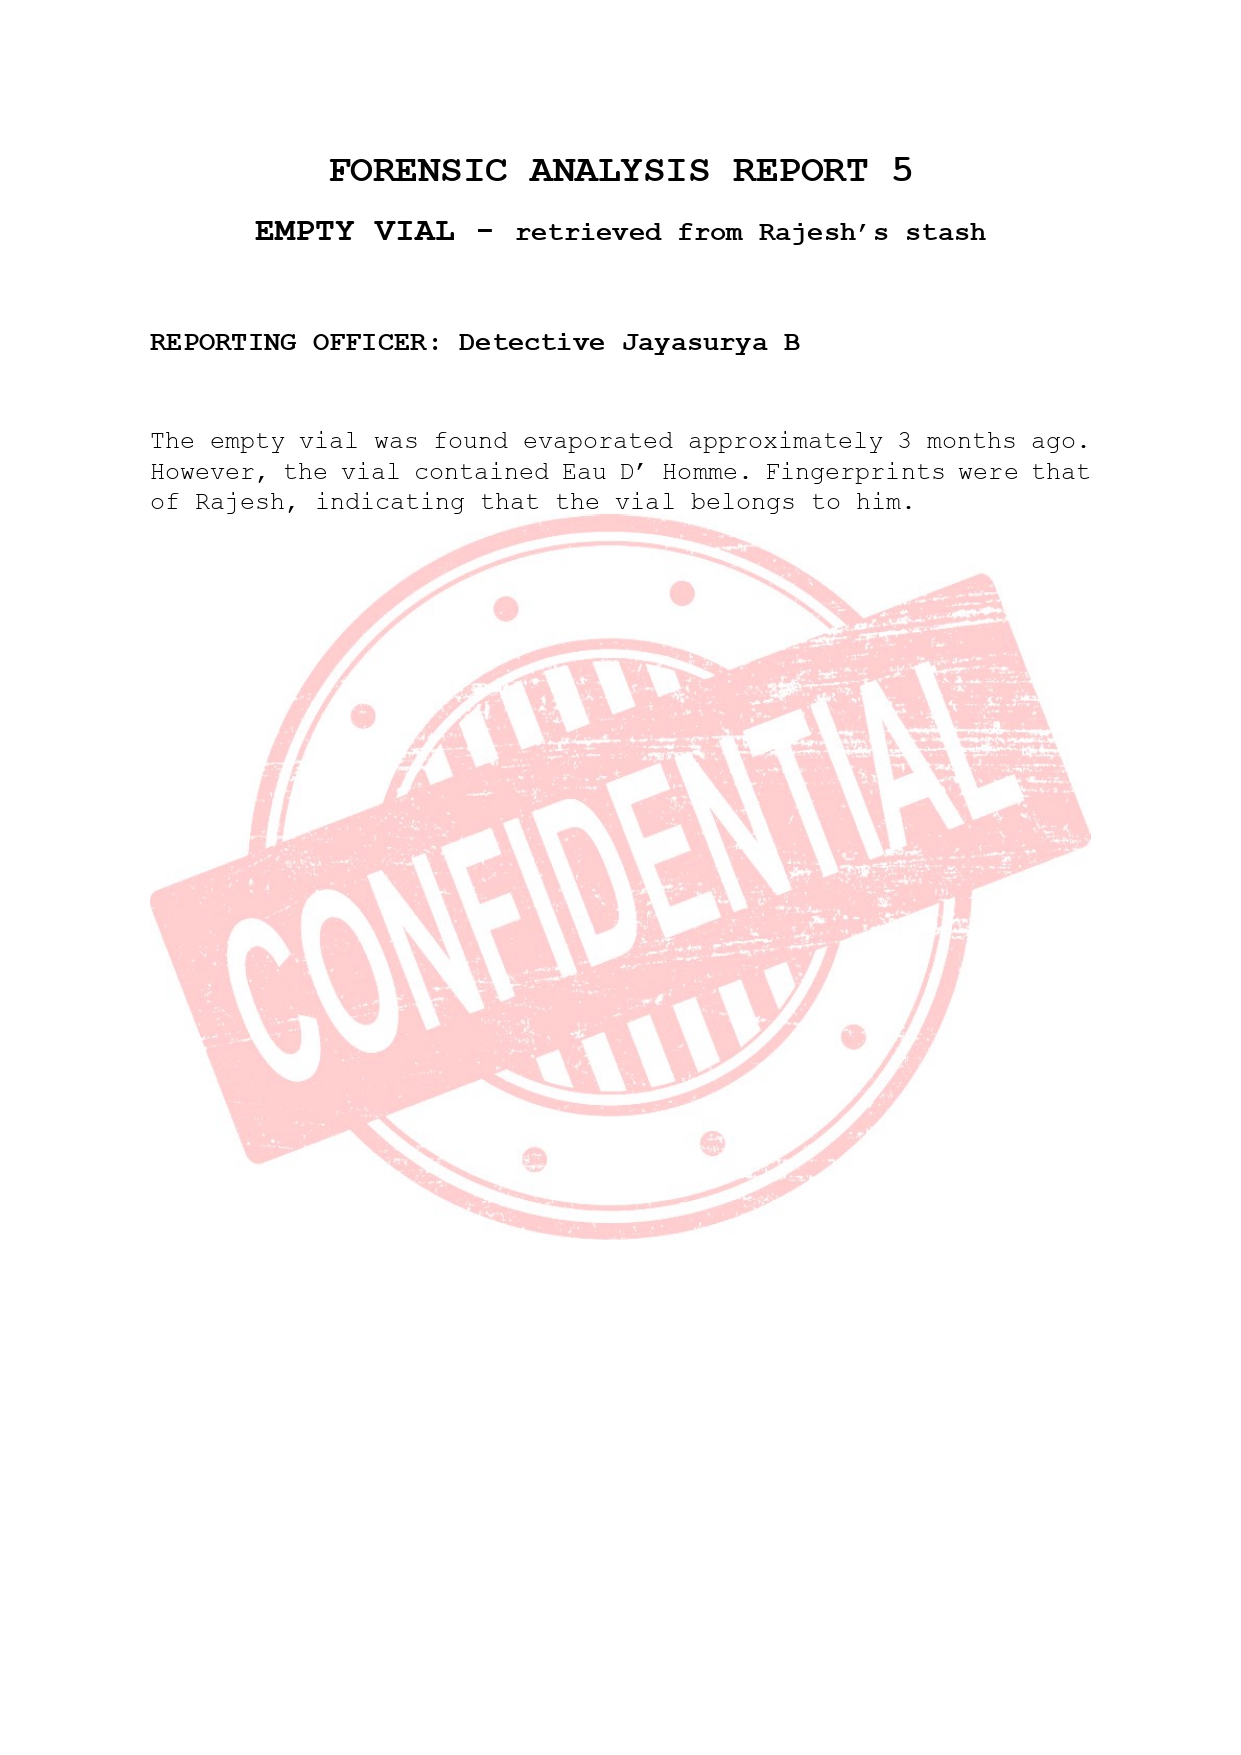 FORENSIC ANALYSIS REPORT 5
EMPTY VIAL - retrieved from Rajesh’s stash
REPORTING OFFICER: Detective Jayasurya B
The empty vial was found evaporated approximately 3 months ago.
However, the vial contained Eau D’ Homme. Fingerprints were that
of Rajesh, indicating that the vial belongs to him.
CONFIDENTIAL